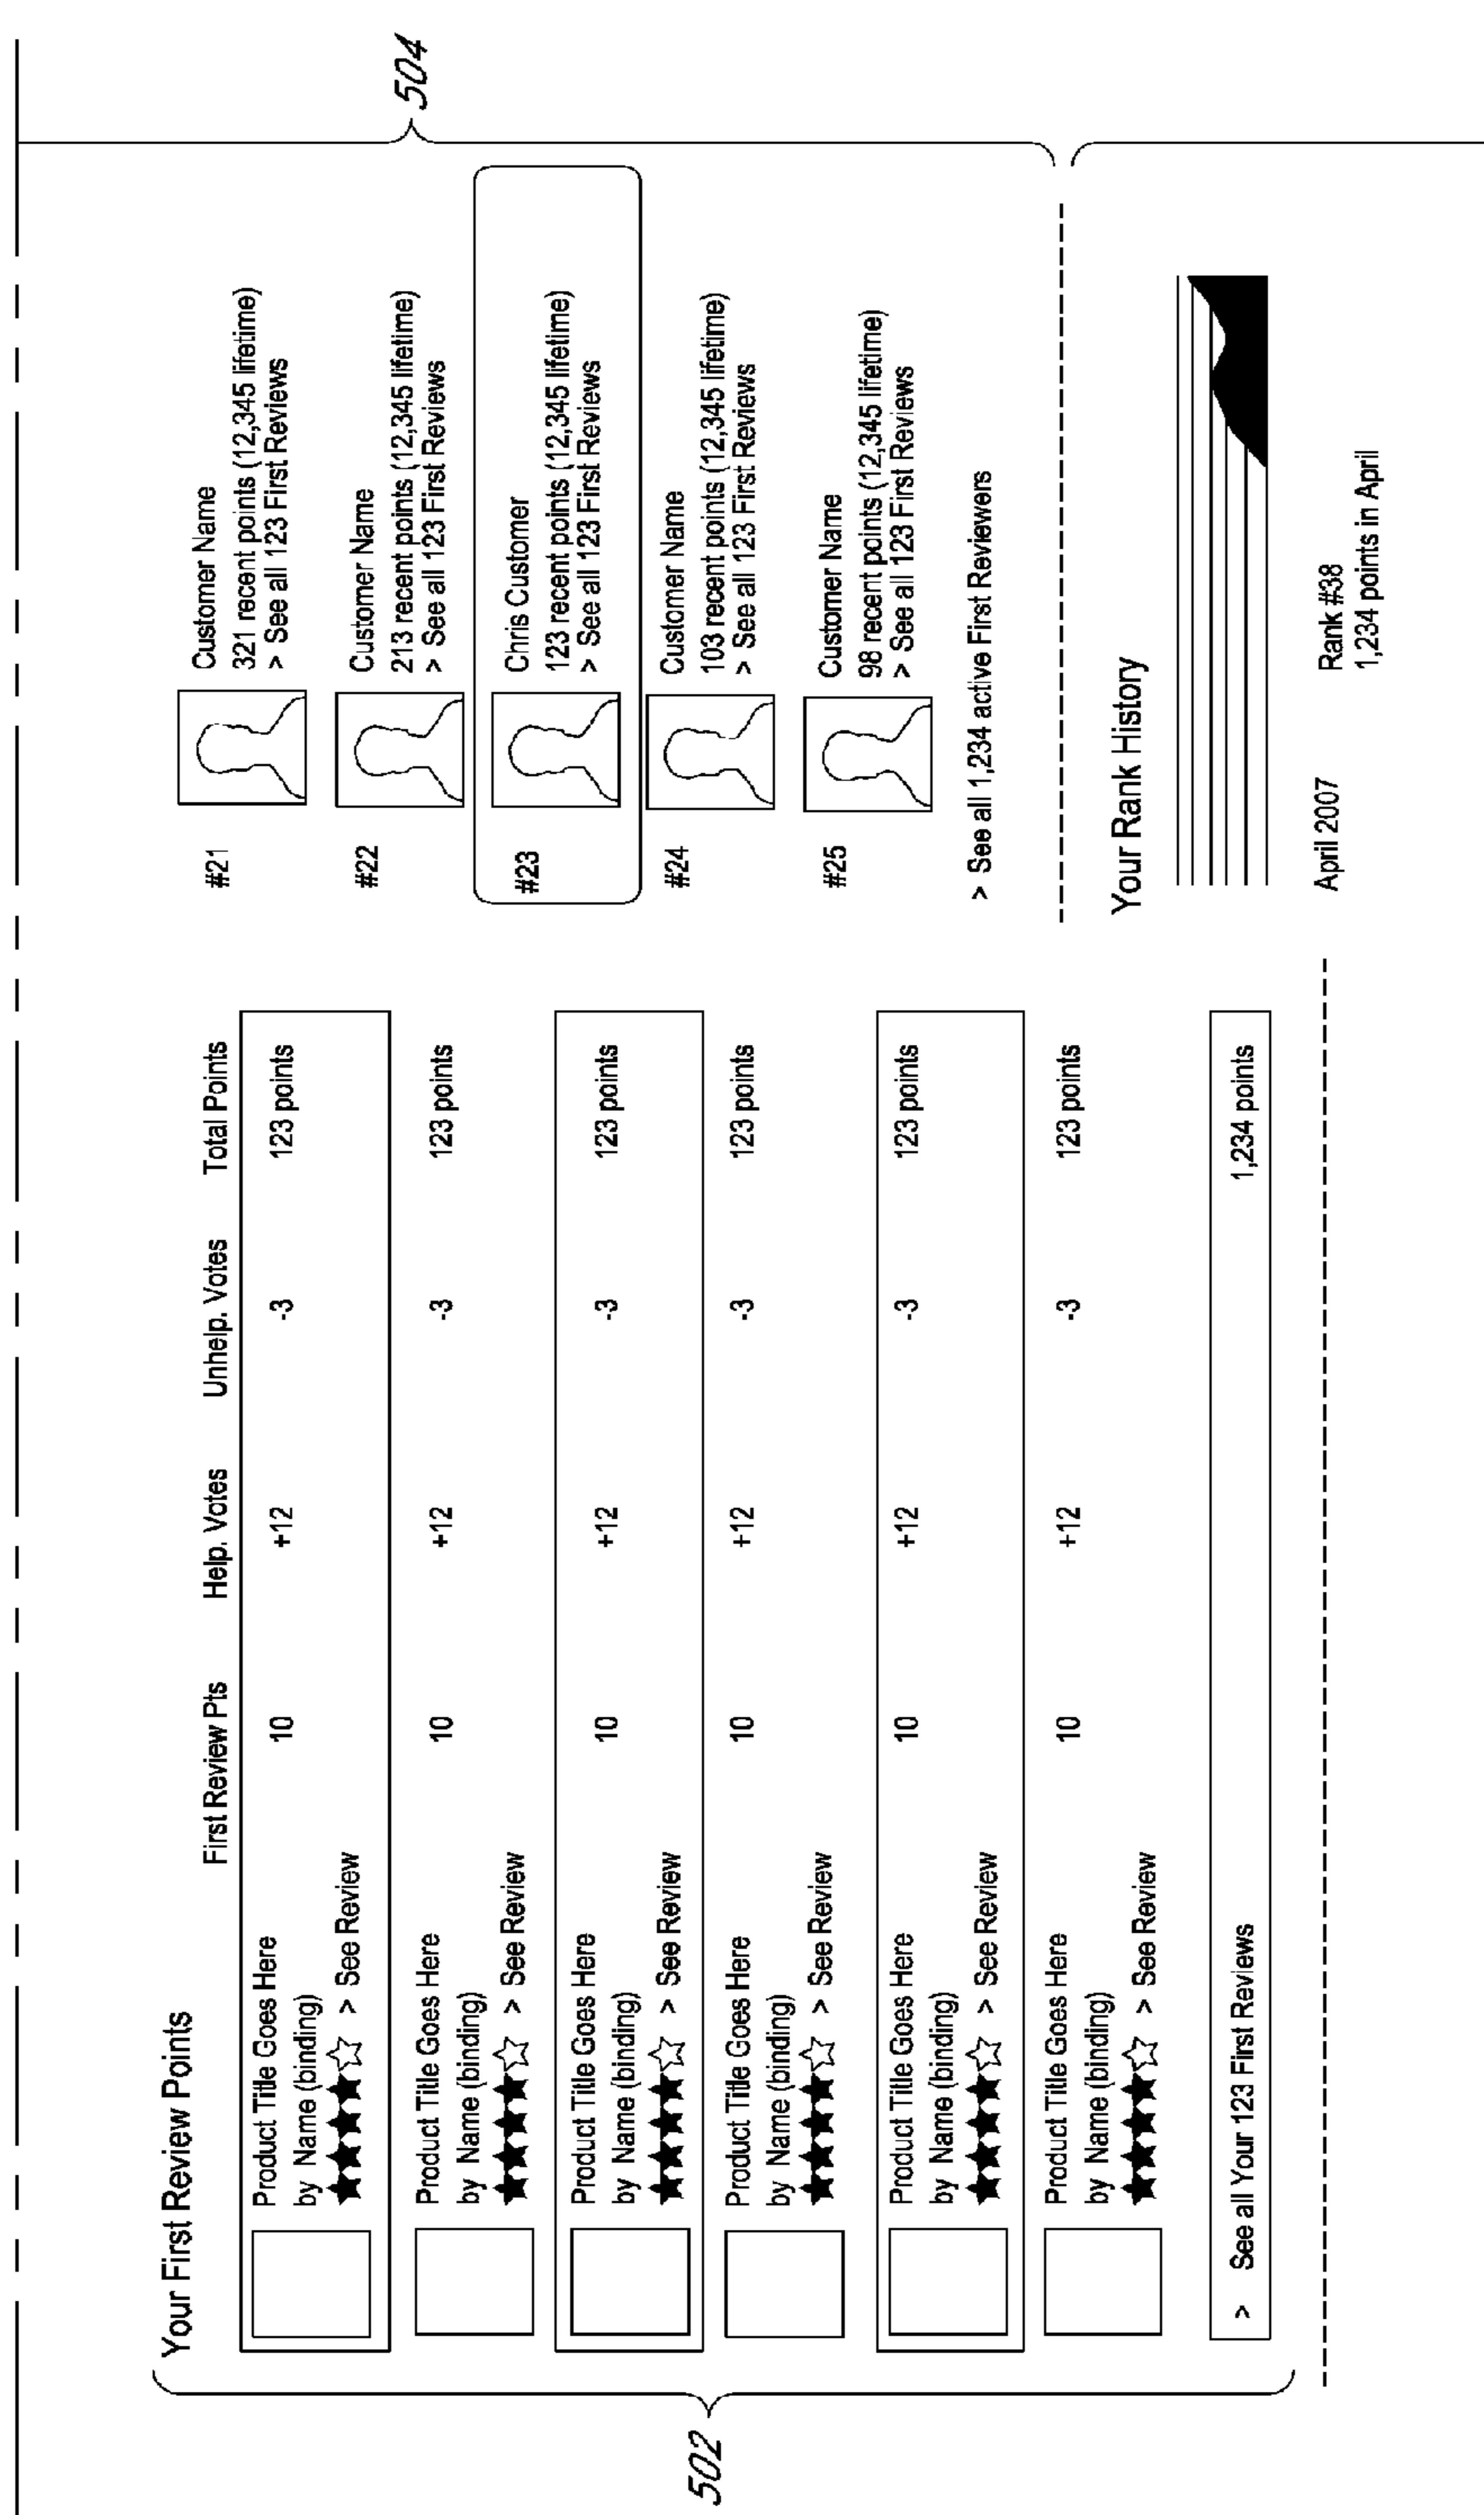 Your First Review Points
First Review Pts Help. Votes Unhelp. Votes Total Points
Product Title Goes Here 10 +12 -3 123 points
by Name (binding)
★★★★☆ > See Review
Product Title Goes Here 10 +12 -3 123 points
by Name (binding)
★★★★☆ > See Review
Product Title Goes Here 10 +12 -3 123 points
by Name (binding)
★★★★☆ > See Review
Product Title Goes Here 10 +12 -3 123 points
by Name (binding)
★★★★☆ > See Review
Product Title Goes Here 10 +12 -3 123 points
by Name (binding)
★★★★☆ > See Review
Product Title Goes Here 10 +12 -3 123 points
by Name (binding)
★★★★☆ > See Review
> See all Your 123 First Reviews 1,234 points
502
#21 Customer Name
321 recent points (12,345 lifetime)
> See all 123 First Reviews
#22 Customer Name
213 recent points (12,345 lifetime)
> See all 123 First Reviews
#23 Chris Customer
123 recent points (12,345 lifetime)
> See all 123 First Reviews
#24 Customer Name
103 recent points (12,345 lifetime)
> See all 123 First Reviews
#25 Customer Name
98 recent points (12,345 lifetime)
> See all 123 First Reviews
> See all 1,234 active First Reviewers
504
Your Rank History
April 2007 Rank #38
1,234 points in April